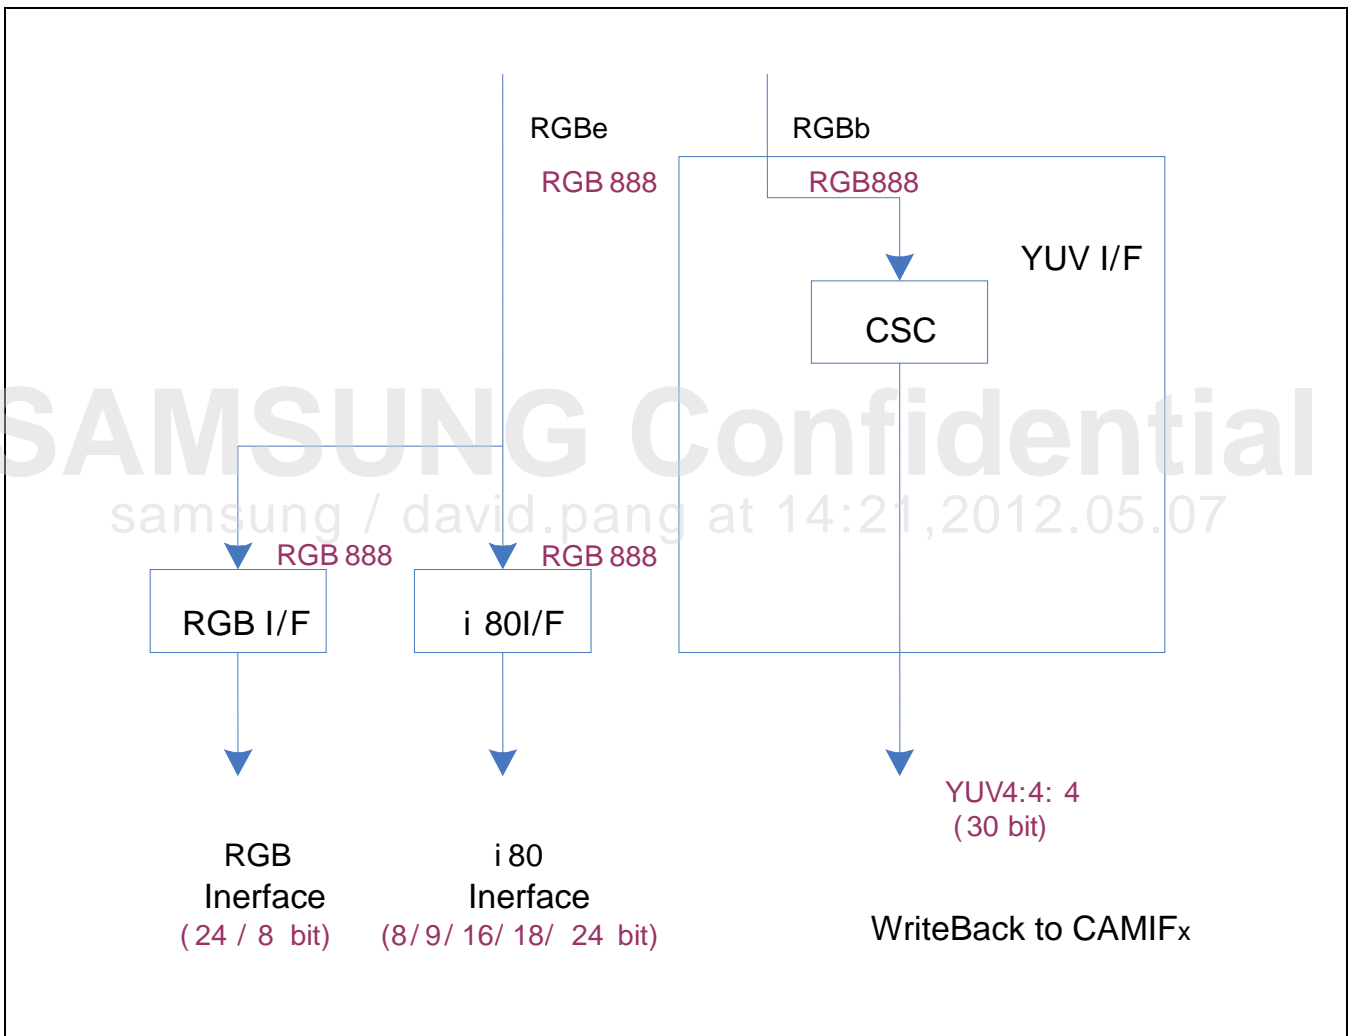 RGBe
RGBb
RGB 888
RGB888
YUV I/F
CSC
SAMSUNG Confidential
samsung / david.pang at 14:21,2012.05.07
RGB 888
RGB 888
RGB I/F
i 80I/F
YUV4:4: 4
(30 bit)
RGB
Inerface
(24 / 8 bit)
i 80
Inerface
(8/ 9/ 16/ 18/ 24 bit)
WriteBack to CAMIFx